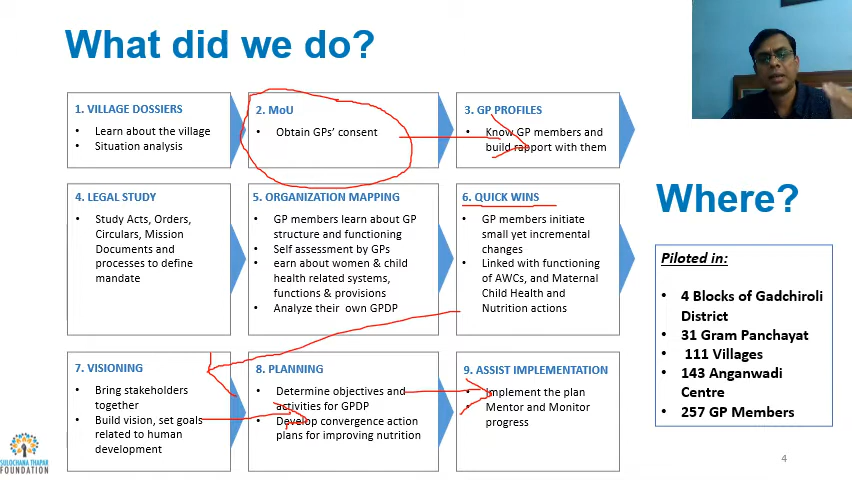 What did we do?
1. VILLAGE DOSSIERS
• Learn about the village
• Situation analysis
2. MoU
• Obtain GPs' consent
3. GP PROFILES
• Know GP members and
build rapport with them
4. LEGAL STUDY
• Study Acts, Orders,
Circulars, Mission
Documents and
processes to define
mandate
5. ORGANIZATION MAPPING
• GP members learn about GP
structure and functioning
• Self assessment by GPs
• earn about women & child
health related systems,
functions & provisions
• Analyze their own GPDP
6. QUICK WINS
• GP members initiate
small yet incremental
changes
• Linked with functioning
of AWCs, and Maternal
Child Health and
Nutrition actions
7. VISIONING
• Bring stakeholders
together
• Build vision, set goals
related to human
development
8. PLANNING
• Determine objectives and
activities for GPDP
• Develop convergence action
plans for improving nutrition
9. ASSIST IMPLEMENTATION
• Implement the plan
• Mentor and Monitor
progress
Where?
Piloted in:
• 4 Blocks of Gadchiroli
District
• 31 Gram Panchayat
• 111 Villages
• 143 Anganwadi
Centre
• 257 GP Members
SULOCHANA THAPAR
FOUNDATION
4